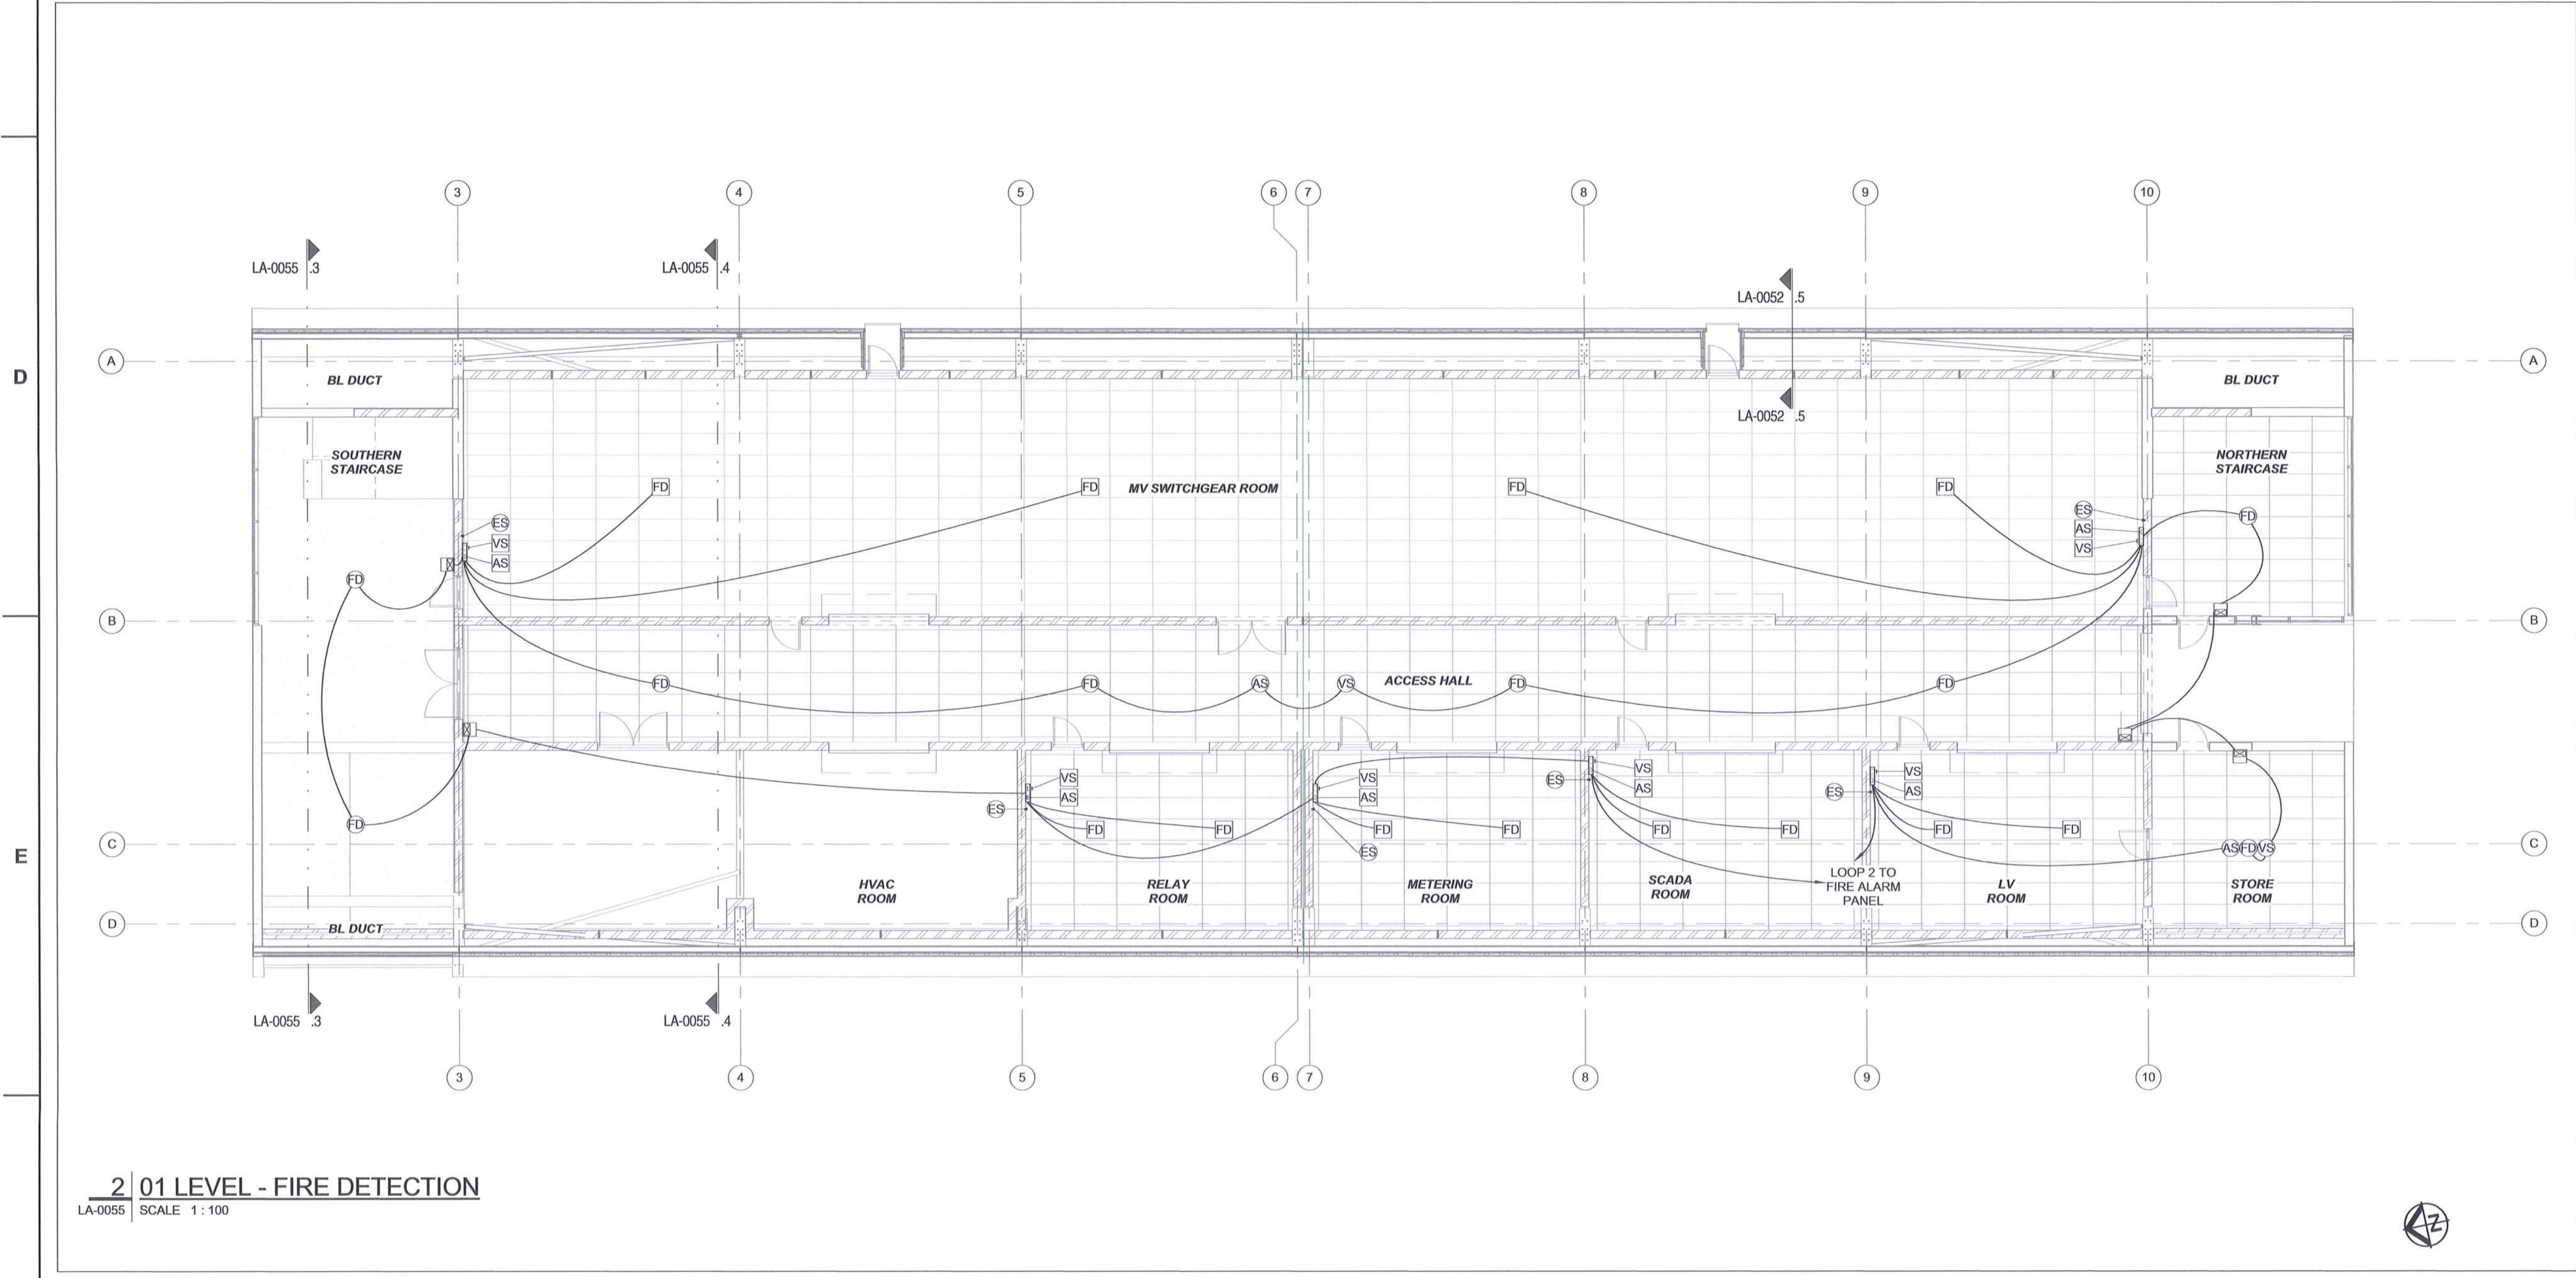 3 4 5 6 7 8 9 10
LA-0055 .3
LA-0055 .4
LA-0052 .5
A
A
D
BL DUCT
BL DUCT
LA-0052 .5
SOUTHERN
STAIRCASE
NORTHERN
STAIRCASE
FD
FD
MV SWITCHGEAR ROOM
FD
FD
ES
VS
AS
ES
AS
VS
FD
FD
B
B
FD
FD
AS
VS
ACCESS HALL
FD
FD
VS
AS
ES
VS
AS
ES
VS
AS
ES
VS
AS
ES
FD
FD
FD
FD
FD
FD
FD
FD
FD
AS FD VS
E
C
C
HVAC
ROOM
RELAY
ROOM
METERING
ROOM
SCADA
ROOM
LOOP 2 TO
FIRE ALARM
PANEL
LV
ROOM
STORE
ROOM
D
BL DUCT
D
LA-0055 .3
LA-0055 .4
3 4 5 6 7 8 9 10
2 01 LEVEL - FIRE DETECTION
LA-0055 SCALE 1 : 100
N